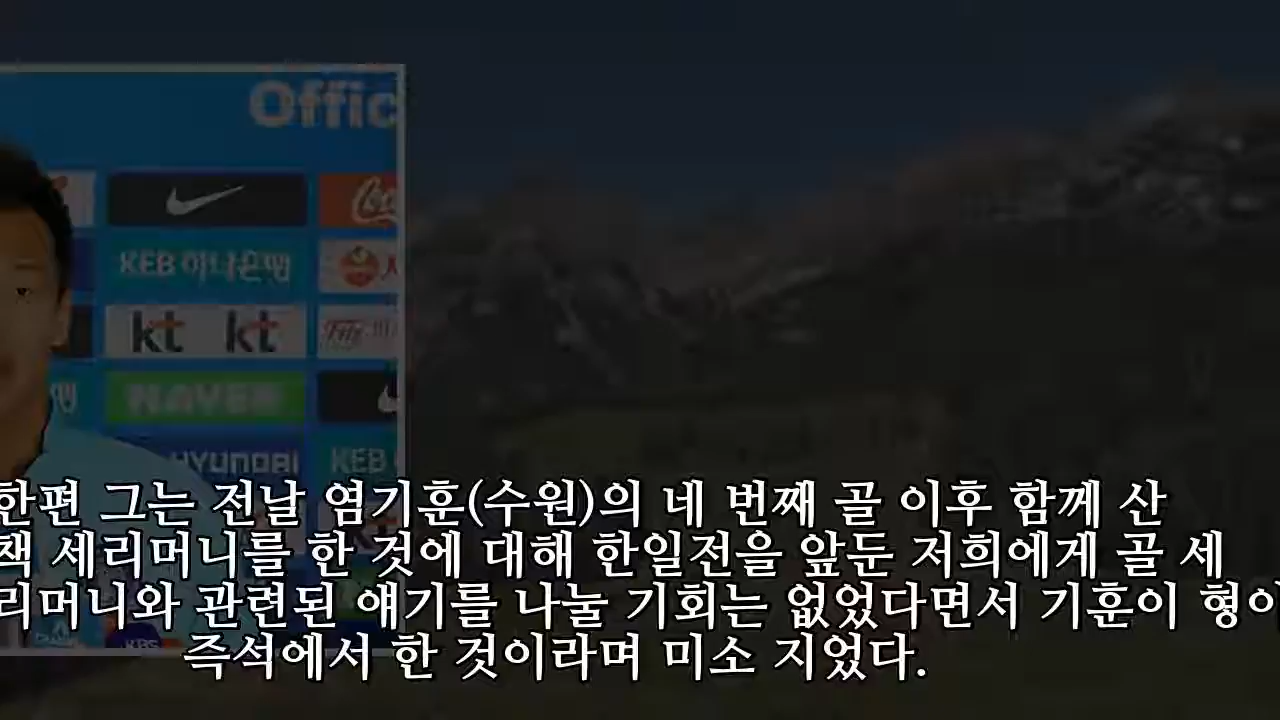 Offic
Coc
KEB 하나은행
kt kt
NAVER
HYUNDAI KEB
한편 그는 전날 염기훈(수원)의 네 번째 골 이후 함께 산
책 세리머니를 한 것에 대해 한일전을 앞둔 저희에게 골 세
리머니와 관련된 얘기를 나눌 기회는 없었다면서 기훈이 형이
즉석에서 한 것이라며 미소 지었다.
KBS